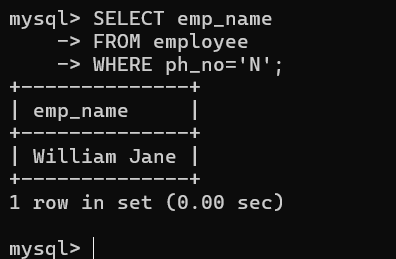 mysql> SELECT emp_name
    -> FROM employee
    -> WHERE ph_no='N';
+--------------+
| emp_name     |
+--------------+
| William Jane |
+--------------+
1 row in set (0.00 sec)

mysql>